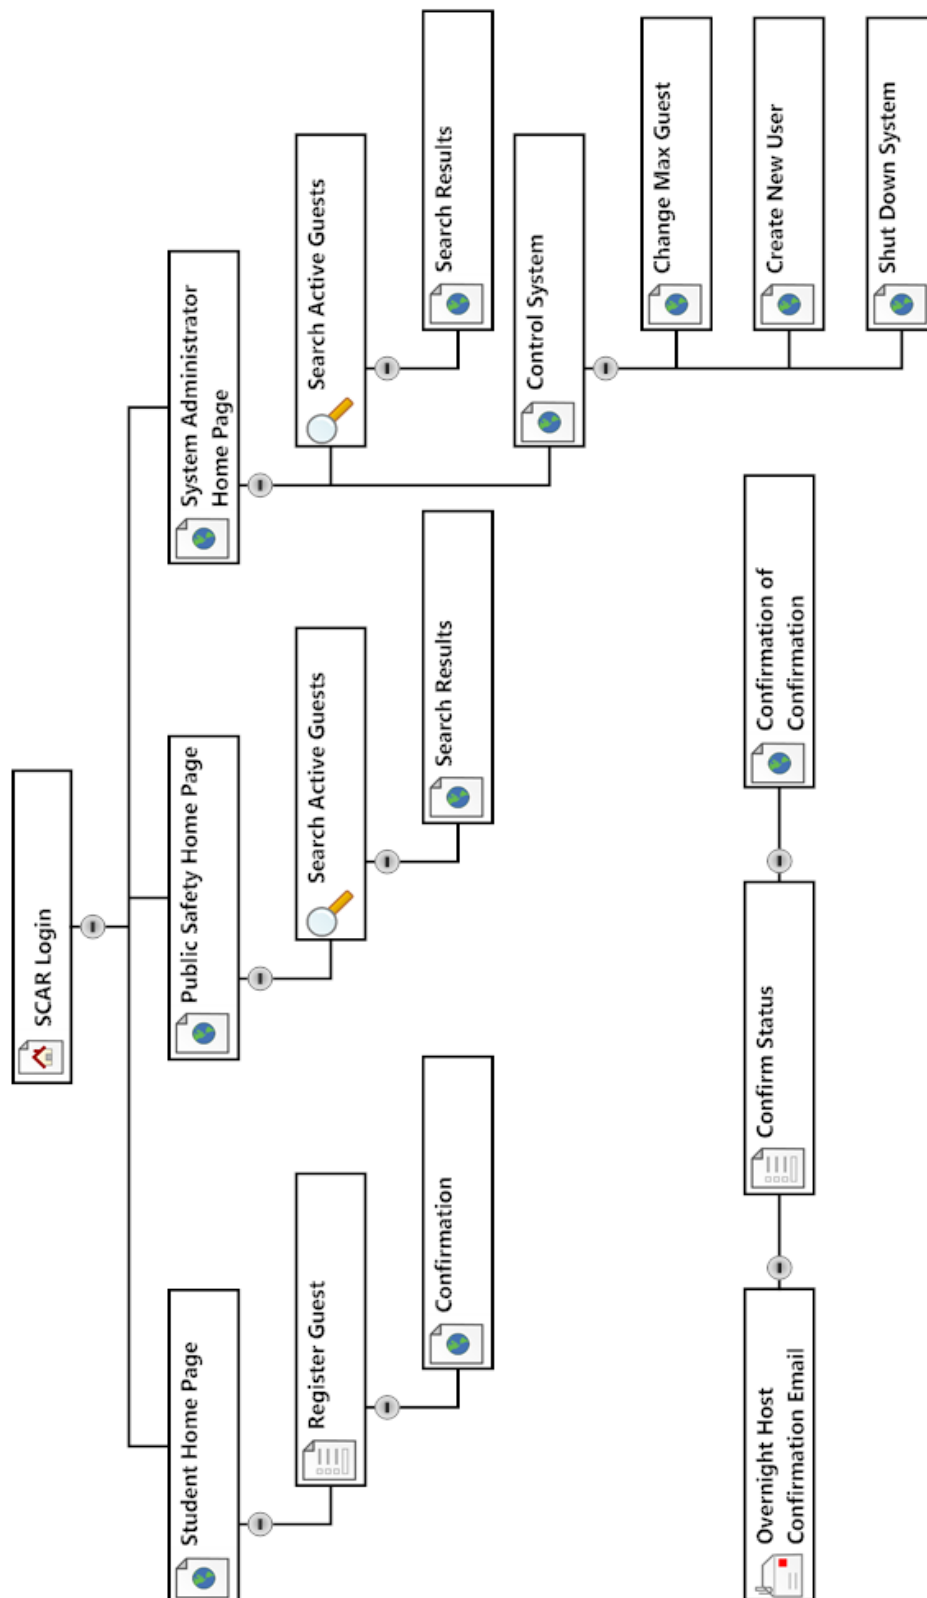 SCAR Login
Student Home Page
Register Guest
Confirmation
Public Safety Home Page
Search Active Guests
Search Results
System Administrator
Home Page
Search Active Guests
Search Results
Control System
Change Max Guest
Create New User
Shut Down System
Overnight Host
Confirmation Email
Confirm Status
Confirmation of
Confirmation